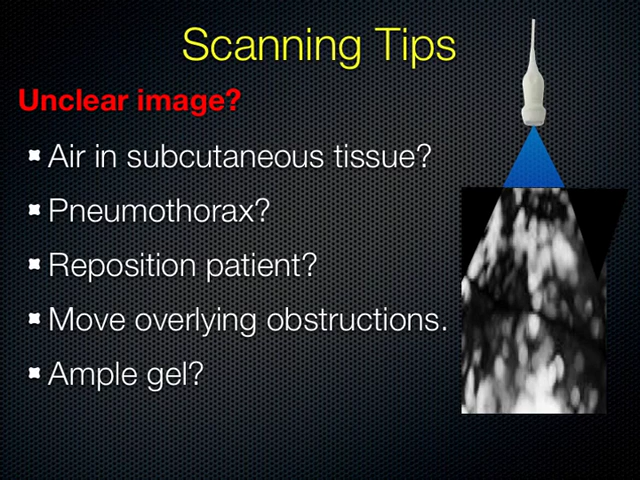 Scanning Tips
Unclear image?
Air in subcutaneous tissue?
Pneumothorax?
Reposition patient?
Move overlying obstructions.
Ample gel?